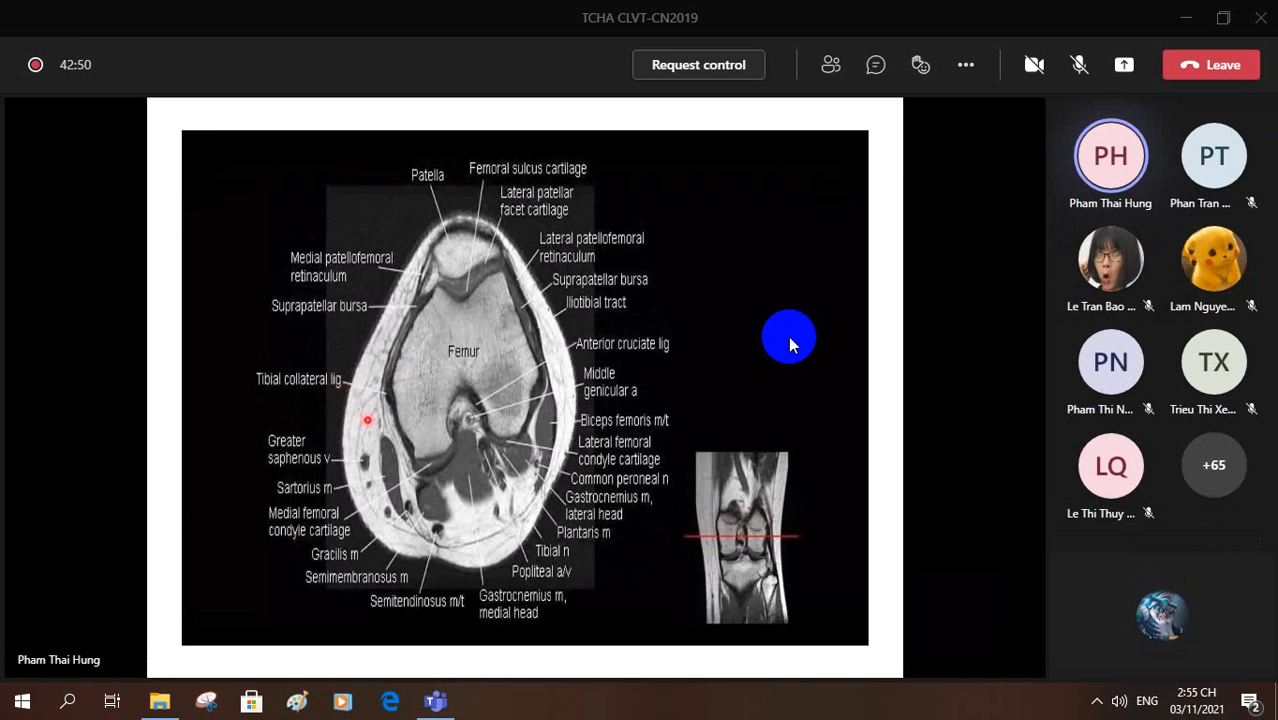 TCHA CLVT-CN2019
42:50
Request control
Leave
Patella
Femoral sulcus cartilage
Lateral patellar
facet cartilage
Medial patellofemoral
retinaculum
Lateral patellofemoral
retinaculum
Suprapatellar bursa
Suprapatellar bursa
Iliotibial tract
Femur
Anterior cruciate lig
Tibial collateral lig
Middle
genicular a
Biceps femoris m/t
Greater
saphenous v
Lateral femoral
condyle cartilage
Sartorius m
Common peroneal n
Medial femoral
condyle cartilage
Gastrocnemius m,
lateral head
Plantaris m
Gracilis m
Tibial n
Semimembranosus m
Popliteal a/v
Semitendinosus m/t
Gastrocnemius m,
medial head
Pham Thai Hung
PH
Pham Thai Hung
PT
Phan Tran ...
Le Tran Bao ...
Lam Nguye...
PN
Pham Thi N...
TX
Trieu Thi Xe...
LQ
Le Thi Thuy ...
+65
ENG
2:55 CH
03/11/2021
2